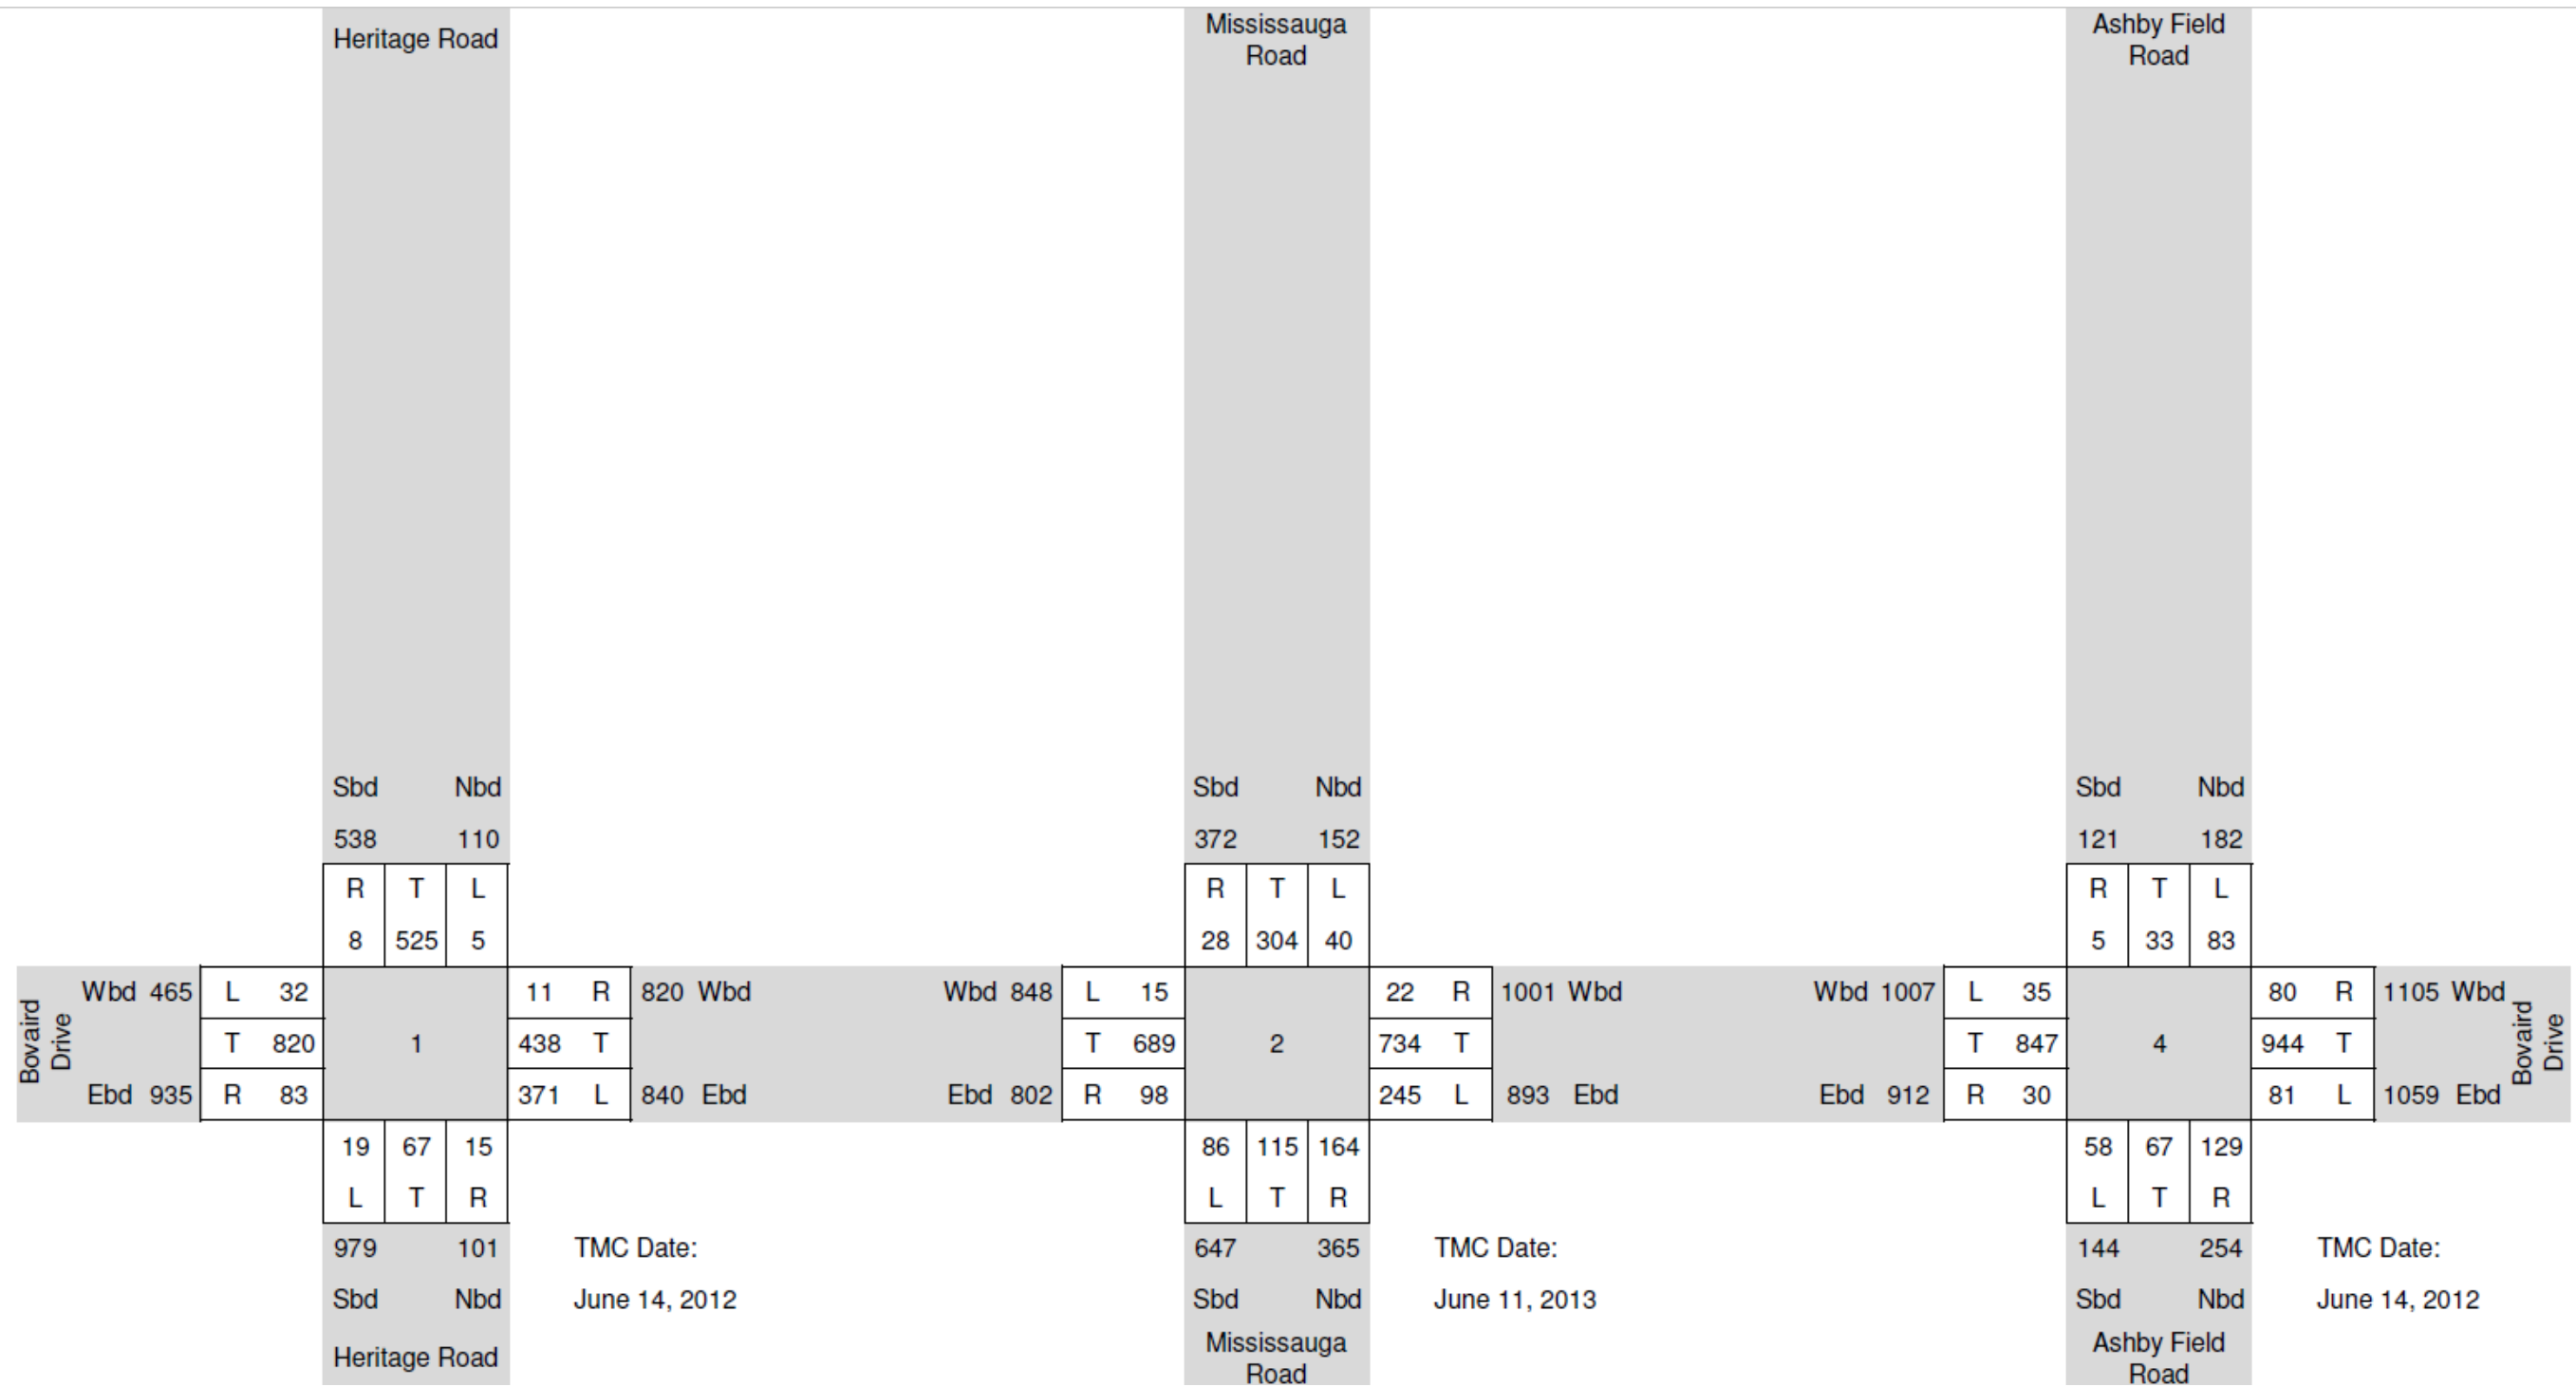 Heritage Road
Mississauga
Road
Ashby Field
Road
Sbd Nbd
Sbd Nbd
Sbd Nbd
538 110
372 152
121 182
R T L
R T L
R T L
8 525 5
28 304 40
5 33 83
Bovaird
Drive
Wbd 465 L 32 11 R 820 Wbd
Wbd 848 L 15 22 R 1001 Wbd
Wbd 1007 L 35 80 R 1105 Wbd
T 820 1 438 T
T 689 2 734 T
T 847 4 944 T
Ebd 935 R 83 371 L 840 Ebd
Ebd 802 R 98 245 L 893 Ebd
Ebd 912 R 30 81 L 1059 Ebd
Bovaird
Drive
19 67 15
86 115 164
58 67 129
L T R
L T R
L T R
979 101 TMC Date:
647 365 TMC Date:
144 254 TMC Date:
Sbd Nbd June 14, 2012
Sbd Nbd June 11, 2013
Sbd Nbd June 14, 2012
Heritage Road
Mississauga
Road
Ashby Field
Road